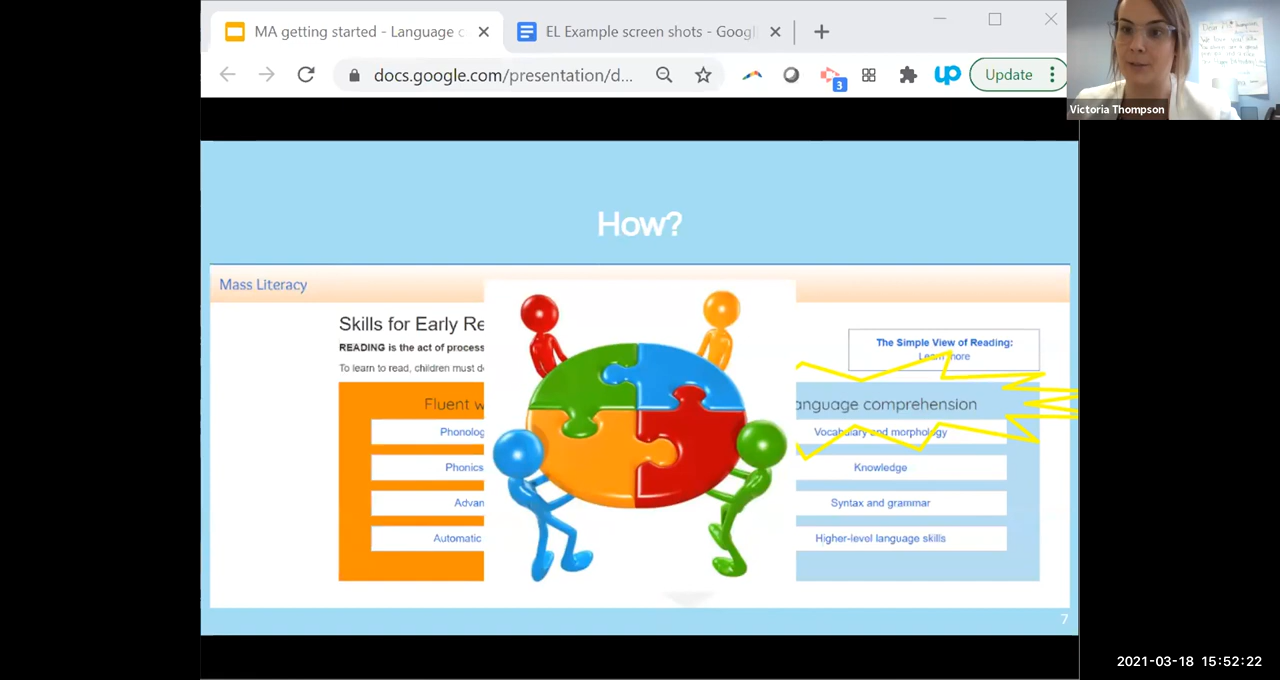 MA getting started - Language c
EL Example screen shots - Googl
docs.google.com/presentation/d...
3
up
Update
Victoria Thompson
How?
Mass Literacy
Skills for Early Re
READING is the act of process
To learn to read, children must d
The Simple View of Reading:
Learn more
Fluent w
Phonolog
Phonics
Advan
Automatic
anguage comprehension
Vocabulary and morphology
Knowledge
Syntax and grammar
Higher-level language skills
7
2021-03-18 15:52:22